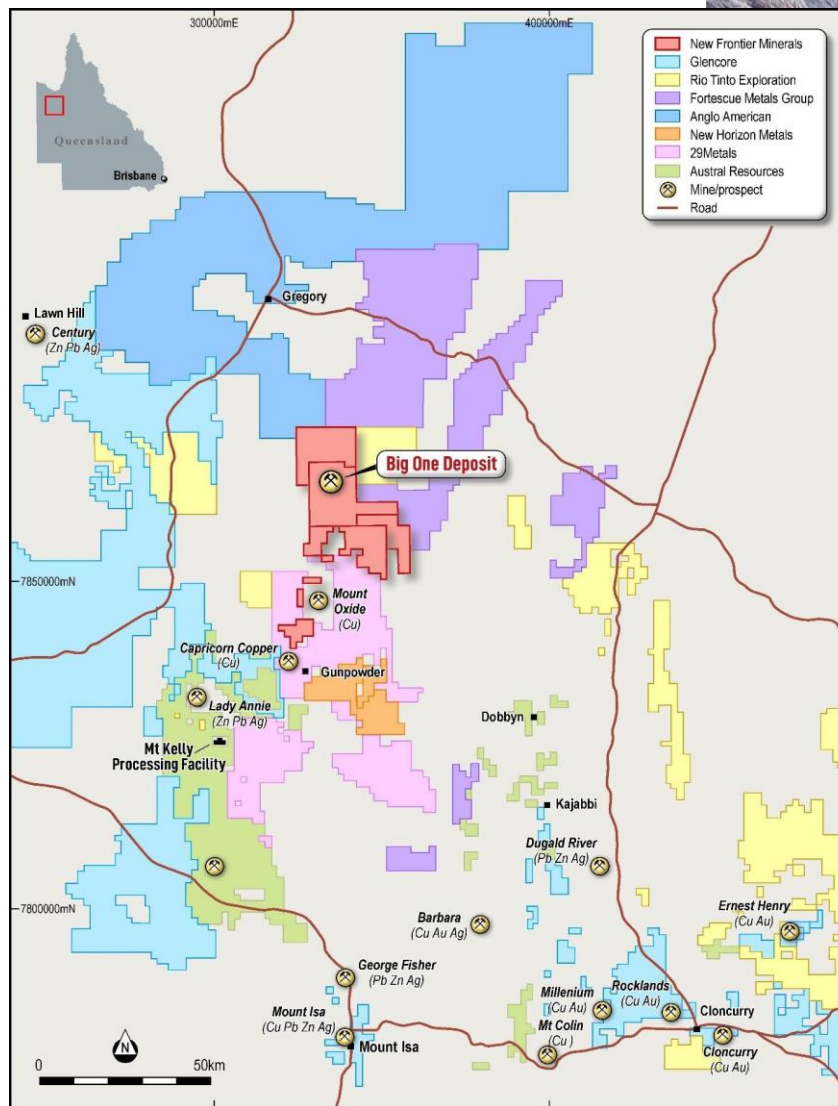 300000mE
400000mE
Queensland
Brisbane
New Frontier Minerals
Glencore
Rio Tinto Exploration
Fortescue Metals Group
Anglo American
New Horizon Metals
29Metals
Austral Resources
Mine/prospect
Road
Gregory
Lawn Hill
Century
(Zn Pb Ag)
Big One Deposit
7850000mN
Mount
Oxide
(Cu)
Capricorn Copper
(Cu)
Gunpowder
Lady Annie
(Zn Pb Ag)
Dobbyn
Mt Kelly
Processing Facility
Kajabbi
Dugald River
(Pb Zn Ag)
7800000mN
Barbara
(Cu Au Ag)
Ernest Henry
(Cu Au)
George Fisher
(Pb Zn Ag)
Millenium
(Cu Au)
Rocklands
(Cu Au)
Mount Isa
(Cu Pb Zn Ag)
Mount Isa
Mt Colin
(Cu )
Cloncurry
Cloncurry
(Cu Au)
N
0
50km